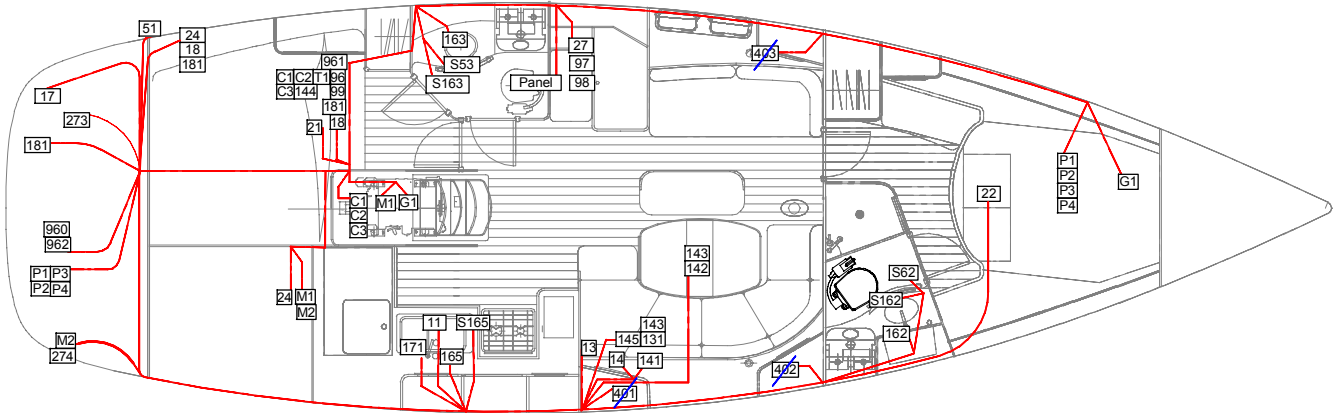 51
24
18
181
17
273
181
960
962
P1 P3
P2 P4
M2
274
961
C1 C2 T1 96
C3 144 99
181
18
21
163
S53
S163
Panel
27
97
98
403
C1
C2
C3
M1
G1
24
M1
M2
P1
P2
P3
P4
G1
22
143
142
S62
S162
162
11
S165
171
165
13
143
145 131
14
141
401
402